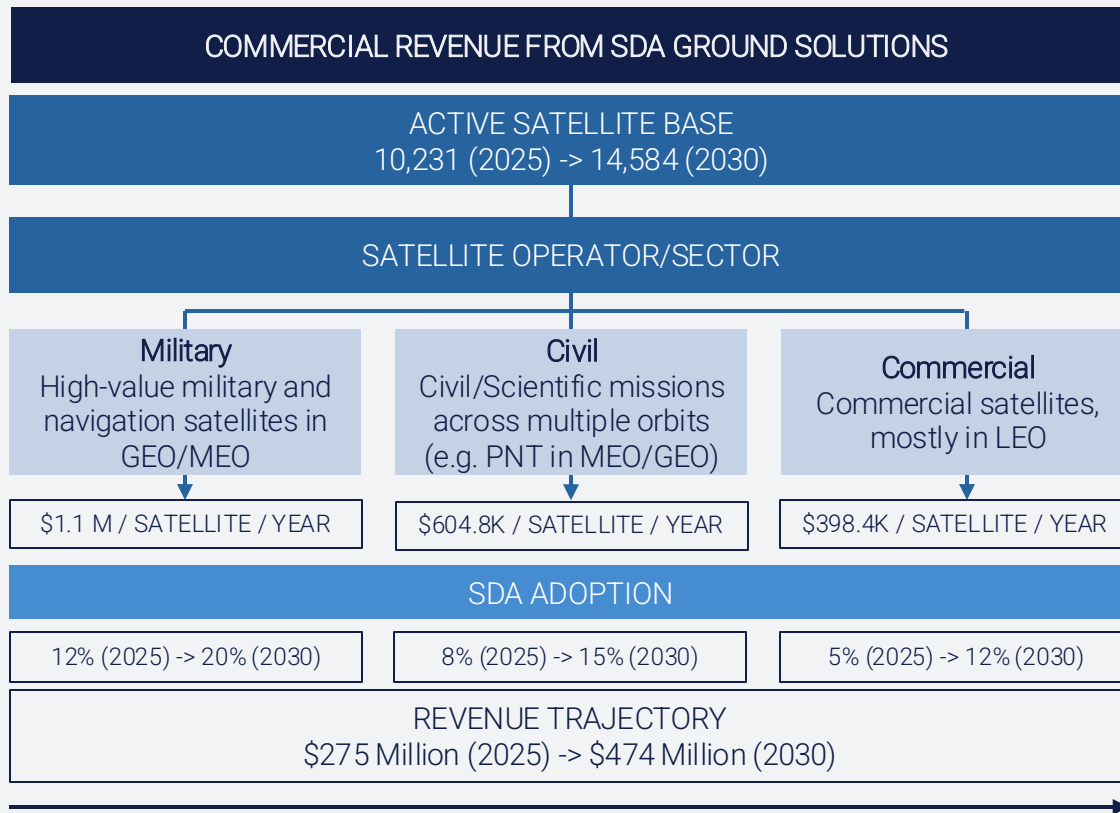 COMMERCIAL REVENUE FROM SDA GROUND SOLUTIONS
ACTIVE SATELLITE BASE
10,231 (2025) -> 14,584 (2030)
SATELLITE OPERATOR/SECTOR
Military
High-value military and
navigation satellites in
GEO/MEO
$1.1 M / SATELLITE / YEAR
Civil
Civil/Scientific missions
across multiple orbits
(e.g. PNT in MEO/GEO)
$604.8K / SATELLITE / YEAR
Commercial
Commercial satellites,
mostly in LEO
$398.4K / SATELLITE / YEAR
SDA ADOPTION
12% (2025) -> 20% (2030)
8% (2025) -> 15% (2030)
5% (2025) -> 12% (2030)
REVENUE TRAJECTORY
$275 Million (2025) -> $474 Million (2030)